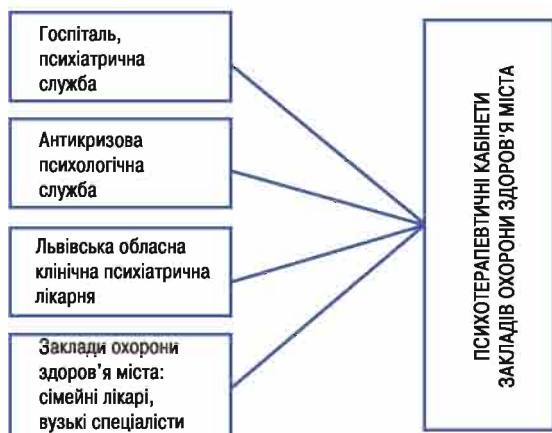 Госпіталь,
психіатрична
служба
Антикризова
психологічна
служба
Львівська обласна
клінічна психіатрична
лікарня
Заклади охорони
здоров'я міста:
сімейні лікарі,
вузькі спеціалісти
ПСИХОТЕРАПЕВТИЧНІ КАБІНЕТИ
ЗАКЛАДІВ ОХОРОНИ ЗДОРОВ'Я МІСТА